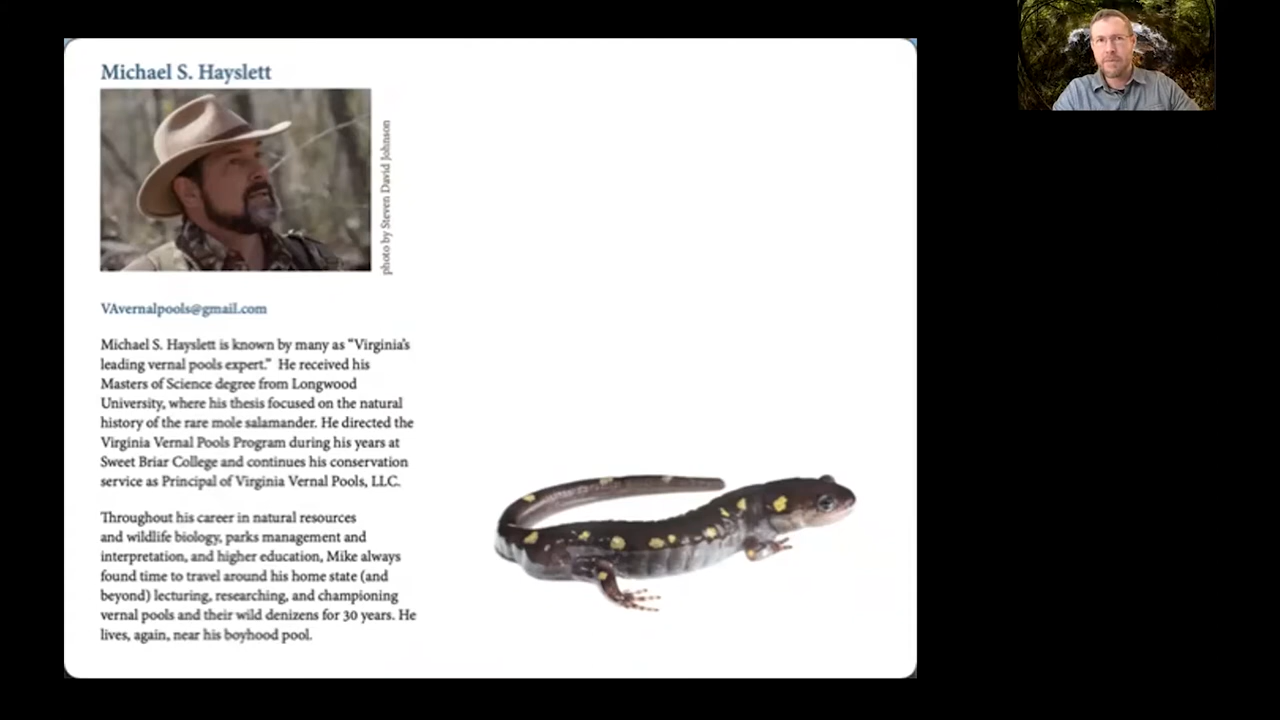 Michael S. Hayslett
photo by Steven David Johnson
VAvernalpools@gmail.com
Michael S. Hayslett is known by many as “Virginia’s
leading vernal pools expert.” He received his
Masters of Science degree from Longwood
University, where his thesis focused on the natural
history of the rare mole salamander. He directed the
Virginia Vernal Pools Program during his years at
Sweet Briar College and continues his conservation
service as Principal of Virginia Vernal Pools, LLC.
Throughout his career in natural resources
and wildlife biology, parks management and
interpretation, and higher education, Mike always
found time to travel around his home state (and
beyond) lecturing, researching, and championing
vernal pools and their wild denizens for 30 years. He
lives, again, near his boyhood pool.